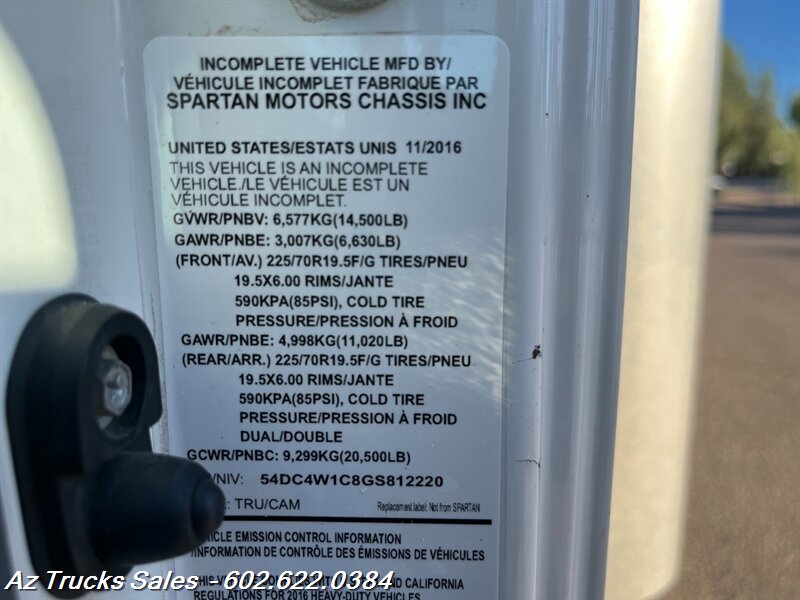 INCOMPLETE VEHICLE MFD BY/
VÉHICULE INCOMPLET FABRIQUE PAR
SPARTAN MOTORS CHASSIS INC
UNITED STATES/ESTATS UNIS 11/2016
THIS VEHICLE IS AN INCOMPLETE
VEHICLE./LE VÉHICULE EST UN
VÉHICULE INCOMPLET.
GVWR/PNBV: 6,577KG(14,500LB)
GAWR/PNBE: 3,007KG(6,630LB)
(FRONT/AV.) 225/70R19.5F/G TIRES/PNEU
19.5X6.00 RIMS/JANTE
590KPA(85PSI), COLD TIRE
PRESSURE/PRESSION À FROID
GAWR/PNBE: 4,998KG(11,020LB)
(REAR/ARR.) 225/70R19.5F/G TIRES/PNEU
19.5X6.00 RIMS/JANTE
590KPA(85PSI), COLD TIRE
PRESSURE/PRESSION À FROID
DUAL/DOUBLE
GCWR/PNBC: 9,299KG(20,500LB)
/NIV: 54DC4W1C8GS812220
: TRU/CAM Replacement label: Not from SPARTAN
EMISSION CONTROL INFORMATION
/INFORMATION DE CONTRÔLE DES ÉMISSIONS DE VÉHICULES
THIS AND CALIFORNIA
REGULATIONS FOR 2016 HEAVY-DUTY VEHICLES
Az Trucks Sales - 602.622.0384